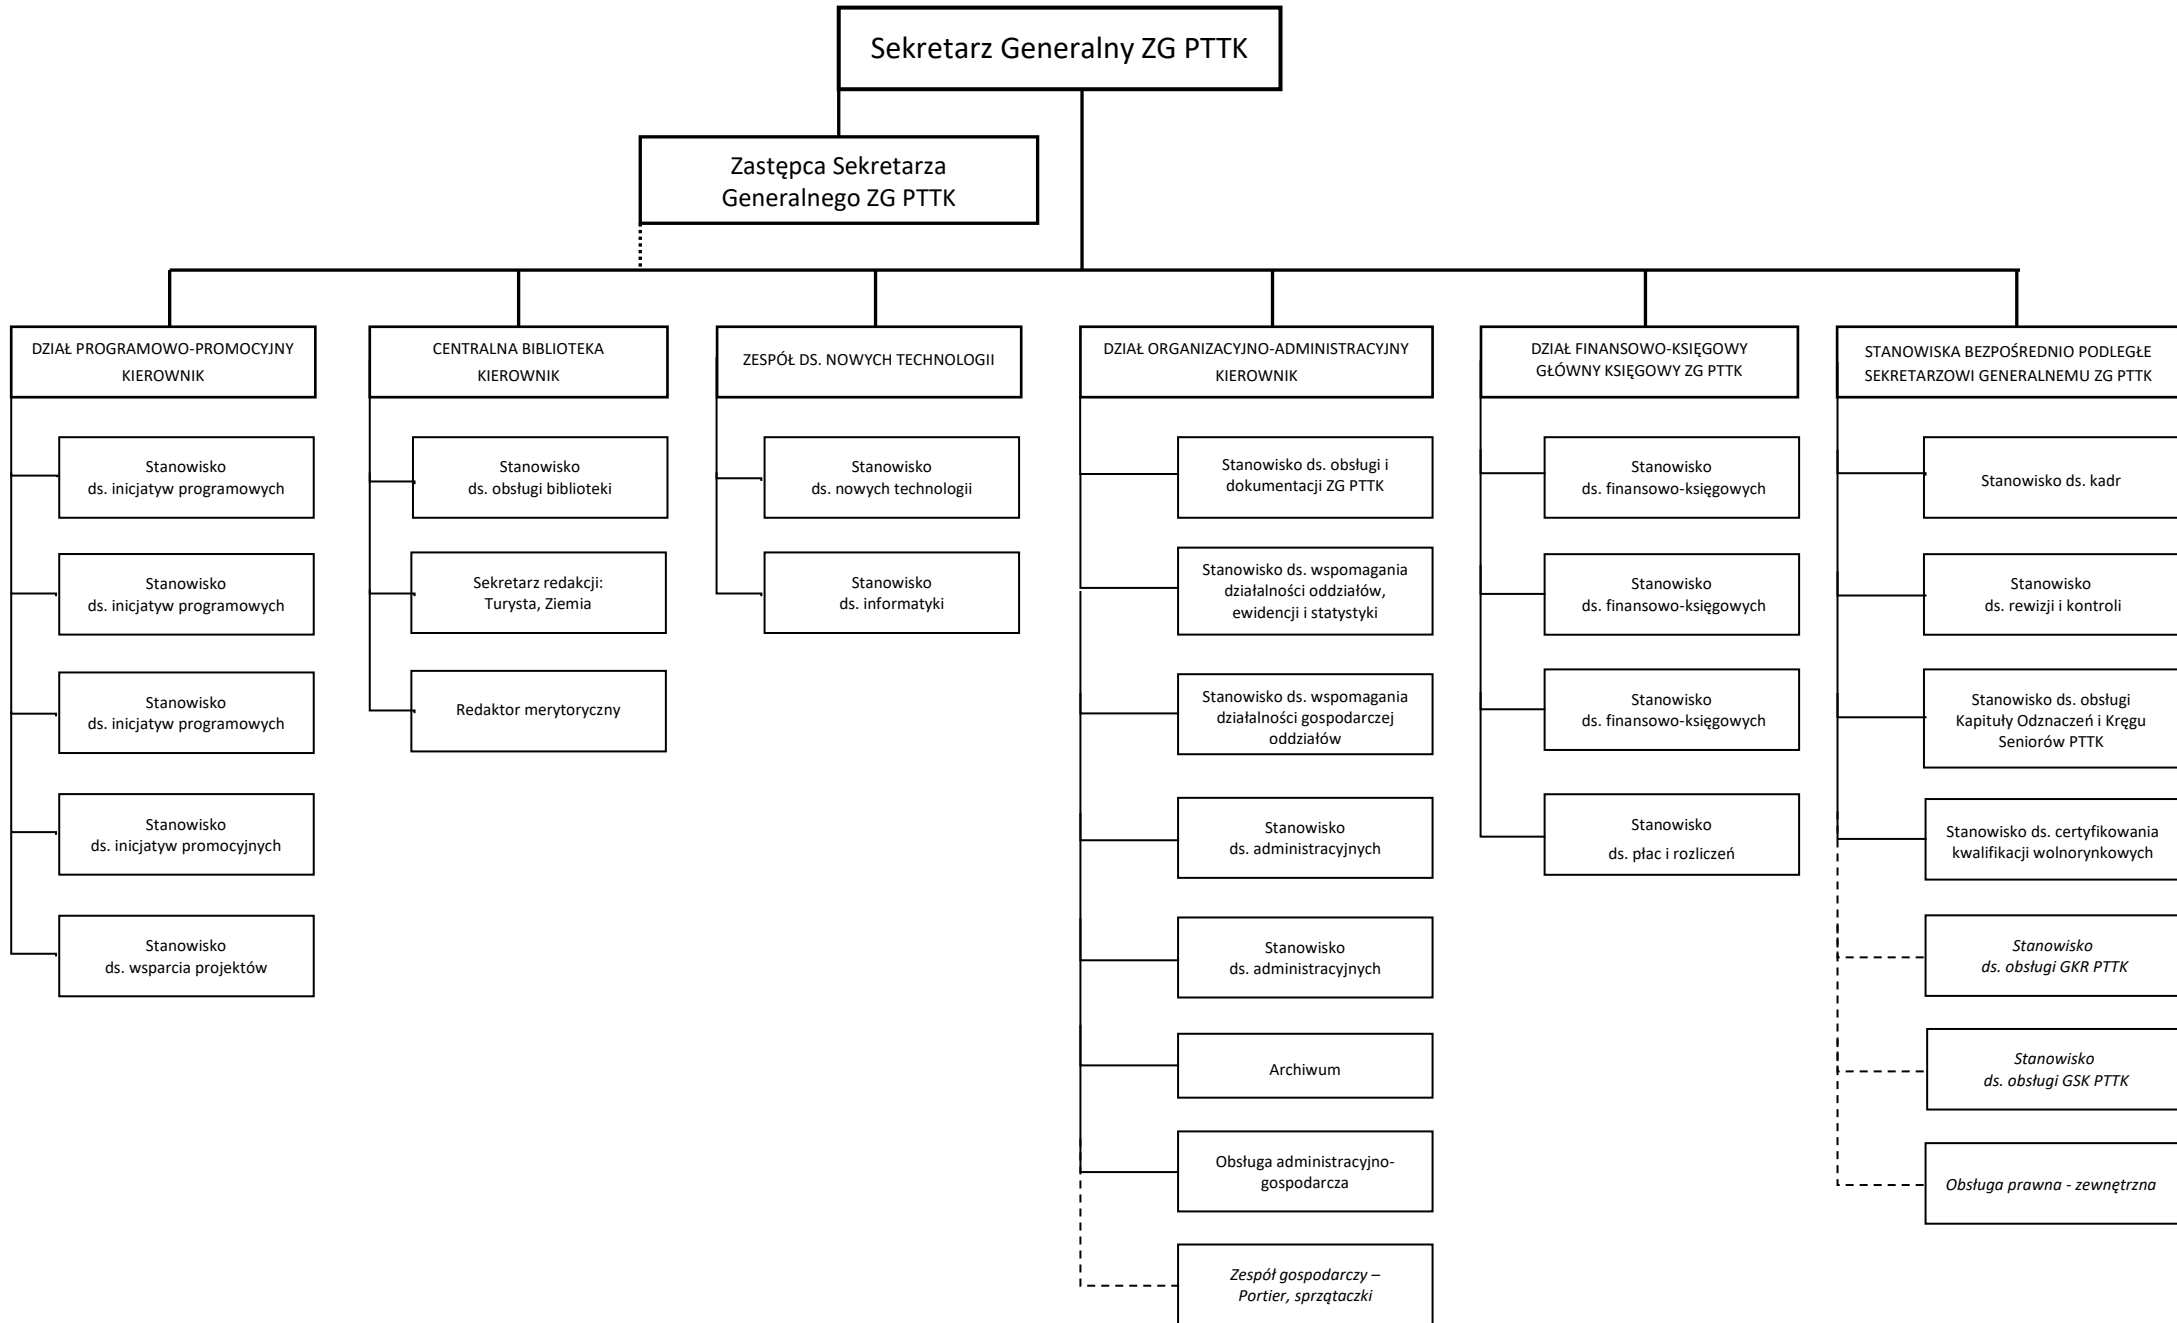 Sekretarz Generalny ZG PTTK
Zastępca Sekretarza
Generalnego ZG PTTK
DZIAŁ PROGRAMOWO-PROMOCYJNY
KIEROWNIK
Stanowisko
ds. inicjatyw programowych
Stanowisko
ds. inicjatyw programowych
Stanowisko
ds. inicjatyw programowych
Stanowisko
ds. inicjatyw promocyjnych
Stanowisko
ds. wsparcia projektów
CENTRALNA BIBLIOTEKA
KIEROWNIK
Stanowisko
ds. obsługi biblioteki
Sekretarz redakcji:
Turysta, Ziemia
Redaktor merytoryczny
ZESPÓŁ DS. NOWYCH TECHNOLOGII
Stanowisko
ds. nowych technologii
Stanowisko
ds. informatyki
DZIAŁ ORGANIZACYJNO-ADMINISTRACYJNY
KIEROWNIK
Stanowisko ds. obsługi i
dokumentacji ZG PTTK
Stanowisko ds. wspomagania
działalności oddziałów,
ewidencji i statystyki
Stanowisko ds. wspomagania
działalności gospodarczej
oddziałów
Stanowisko
ds. administracyjnych
Stanowisko
ds. administracyjnych
Archiwum
Obsługa administracyjno-
gospodarcza
Zespół gospodarczy –
Portier, sprzątaczki
DZIAŁ FINANSOWO-KSIĘGOWY
GŁÓWNY KSIĘGOWY ZG PTTK
Stanowisko
ds. finansowo-księgowych
Stanowisko
ds. finansowo-księgowych
Stanowisko
ds. finansowo-księgowych
Stanowisko
ds. płac i rozliczeń
STANOWISKA BEZPOŚREDNIO PODLEGŁE
SEKRETARZOWI GENERALNEMU ZG PTTK
Stanowisko ds. kadr
Stanowisko
ds. rewizji i kontroli
Stanowisko ds. obsługi
Kapituły Odznaczeń i Kręgu
Seniorów PTTK
Stanowisko ds. certyfikowania
kwalifikacji wolnorynkowych
Stanowisko
ds. obsługi GKR PTTK
Stanowisko
ds. obsługi GSK PTTK
Obsługa prawna - zewnętrzna